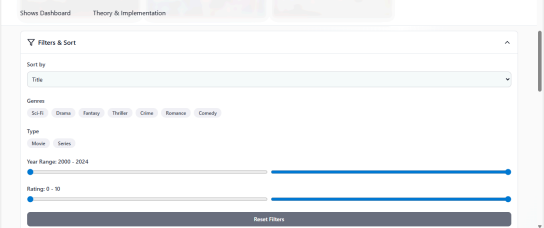 Shows Dashboard Theory & Implementation
Filters & Sort
Sort by
Title
Genres
Sci-Fi Drama Fantasy Thriller Crime Romance Comedy
Type
Movie Series
Year Range: 2000 - 2024
Rating: 0 - 10
Reset Filters